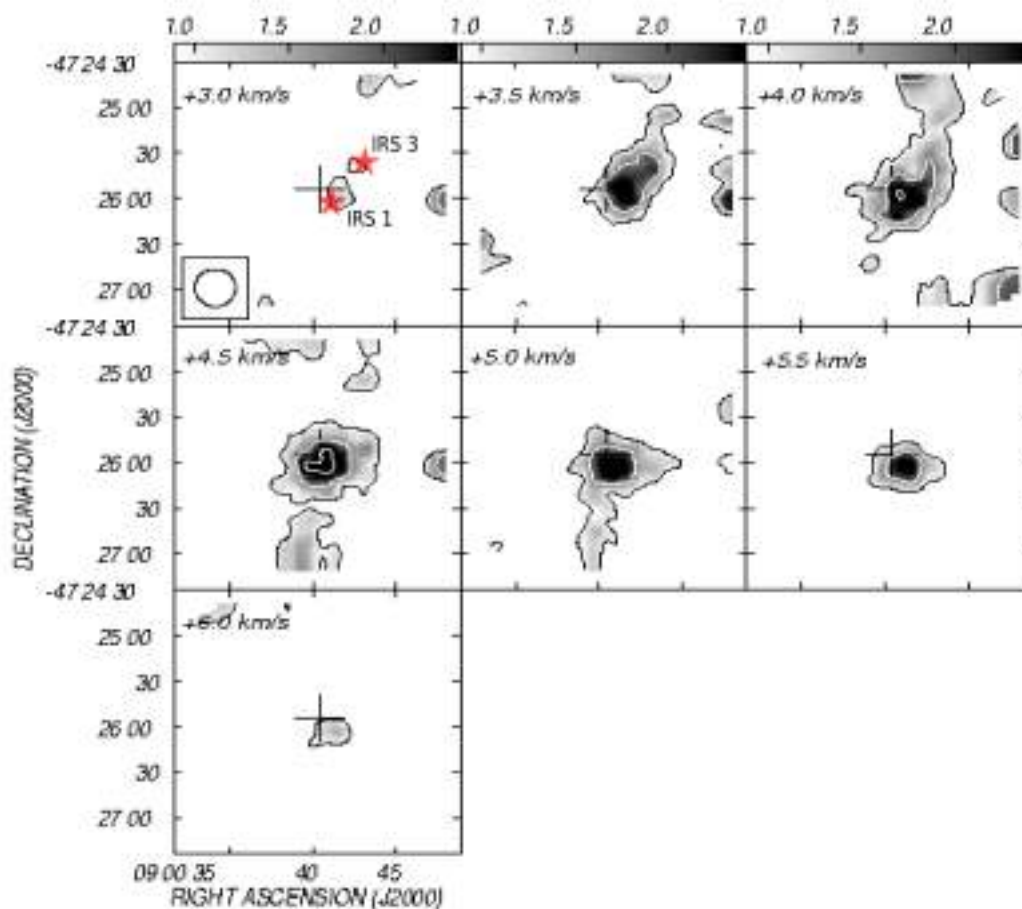 1.0 1.5 2.0 1.0 1.5 2.0 1.0 1.5 2.0
-47 24 30
+3.0 km/s +3.5 km/s +4.0 km/s
25 00
IRS 3
30
26 00
IRS 1
30
27 00
-47 24 30
+4.5 km/s +5.0 km/s +5.5 km/s
25 00
30
26 00
30
27 00
DECLINATION (J2000)
-47 24 30
+6.0 km/s
25 00
30
26 00
30
27 00
09 00 35 40 45
RIGHT ASCENSION (J2000)